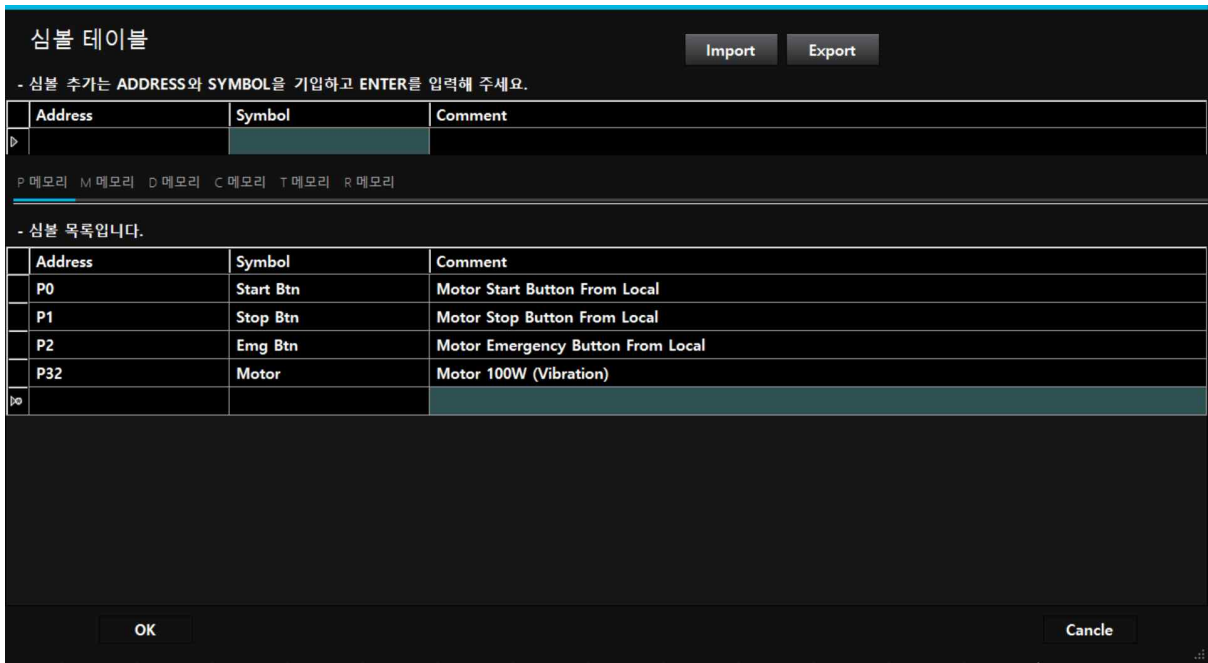 심볼 테이블
Import Export
- 심볼 추가는 ADDRESS와 SYMBOL을 기입하고 ENTER를 입력해 주세요.
Address Symbol Comment
P 메모리 M 메모리 D 메모리 C 메모리 T 메모리 R 메모리
- 심볼 목록입니다.
Address Symbol Comment
P0 Start Btn Motor Start Button From Local
P1 Stop Btn Motor Stop Button From Local
P2 Emg Btn Motor Emergency Button From Local
P32 Motor Motor 100W (Vibration)
OK Cancle